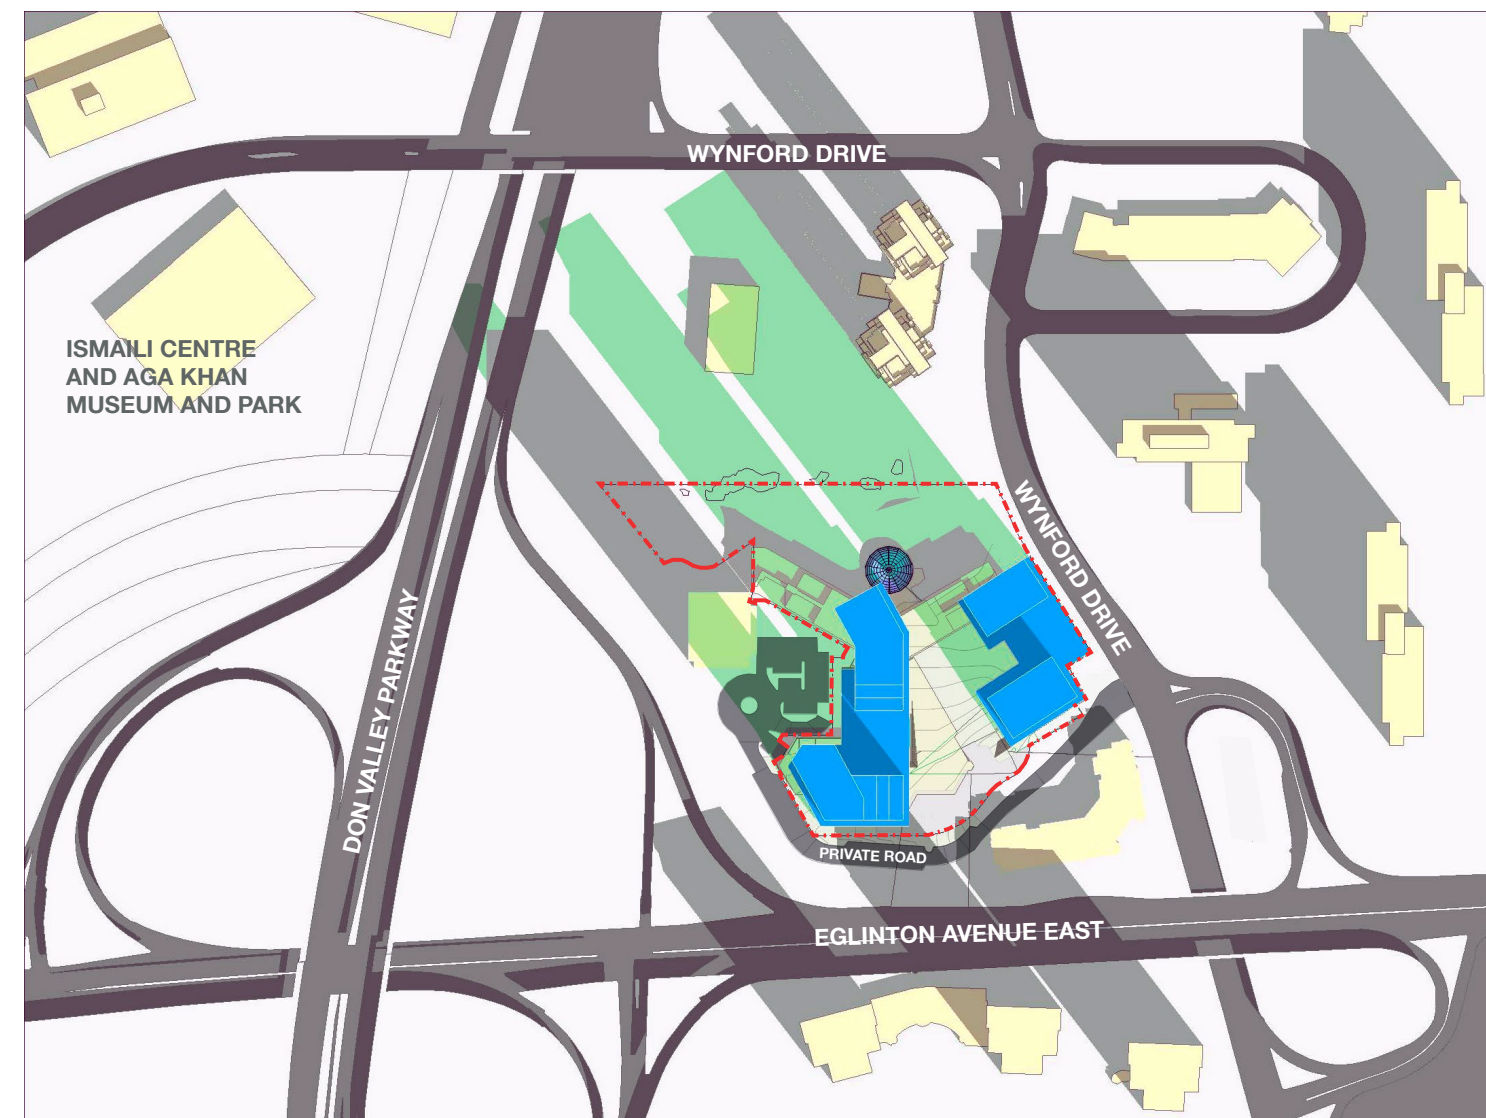 WYNFORD DRIVE
ISMAILI CENTRE
AND AGA KHAN
MUSEUM AND PARK
WYNFORD DRIVE
DON VALLEY PARKWAY
PRIVATE ROAD
EGLINTON AVENUE EAST